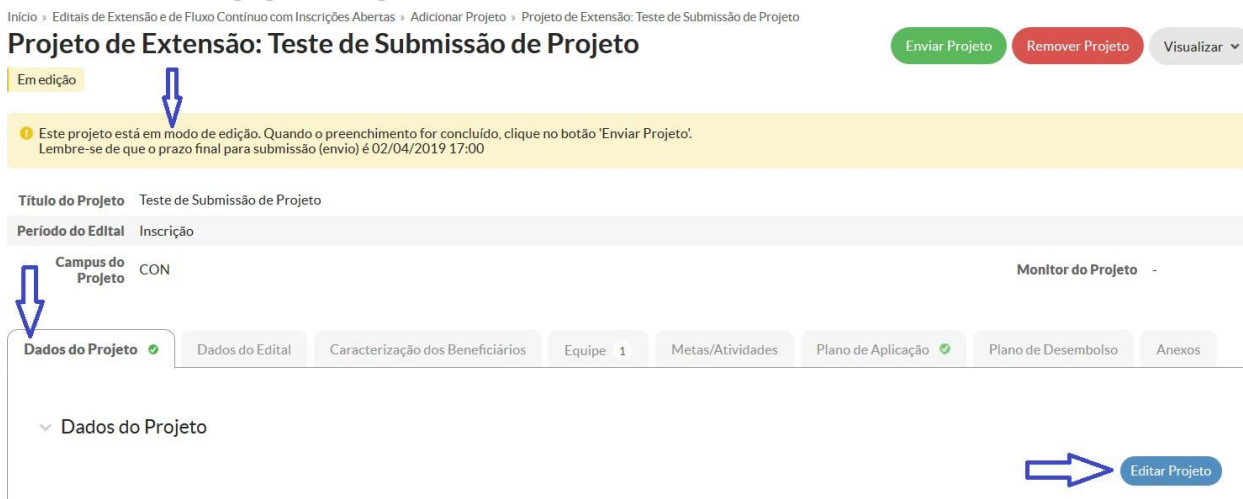 Início » Editais de Extensão e de Fluxo Contínuo com Inscrições Abertas » Adicionar Projeto » Projeto de Extensão: Teste de Submissão de Projeto
Projeto de Extensão: Teste de Submissão de Projeto
Enviar Projeto Remover Projeto Visualizar
Em edição
Este projeto está em modo de edição. Quando o preenchimento for concluído, clique no botão 'Enviar Projeto'.
Lembre-se de que o prazo final para submissão (envio) é 02/04/2019 17:00
Título do Projeto Teste de Submissão de Projeto
Período do Edital Inscrição
Campus do Projeto CON Monitor do Projeto -
Dados do Projeto Dados do Edital Caracterização dos Beneficiários Equipe 1 Metas/Atividades Plano de Aplicação Plano de Desembolso Anexos
Dados do Projeto
Editar Projeto